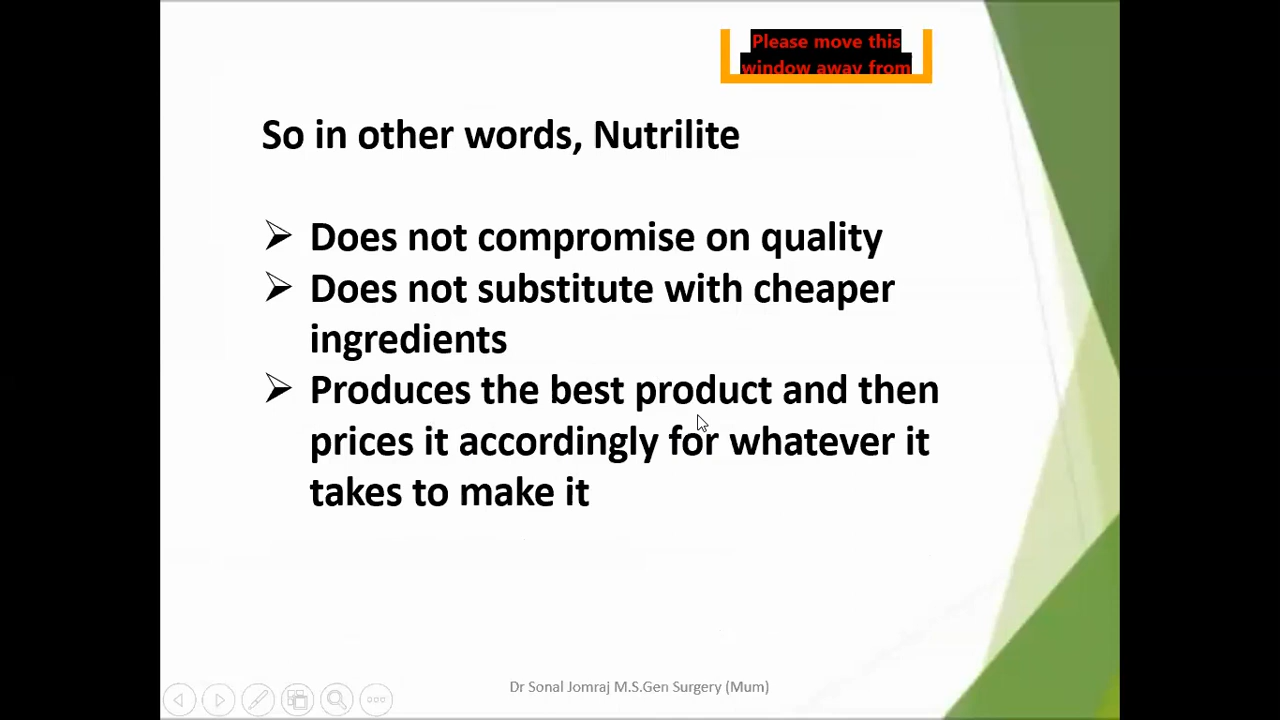 Please move this
window away from
So in other words, Nutrilite
➢ Does not compromise on quality
➢ Does not substitute with cheaper
ingredients
➢ Produces the best product and then
prices it accordingly for whatever it
takes to make it
Dr Sonal Jomraj M.S.Gen Surgery (Mum)